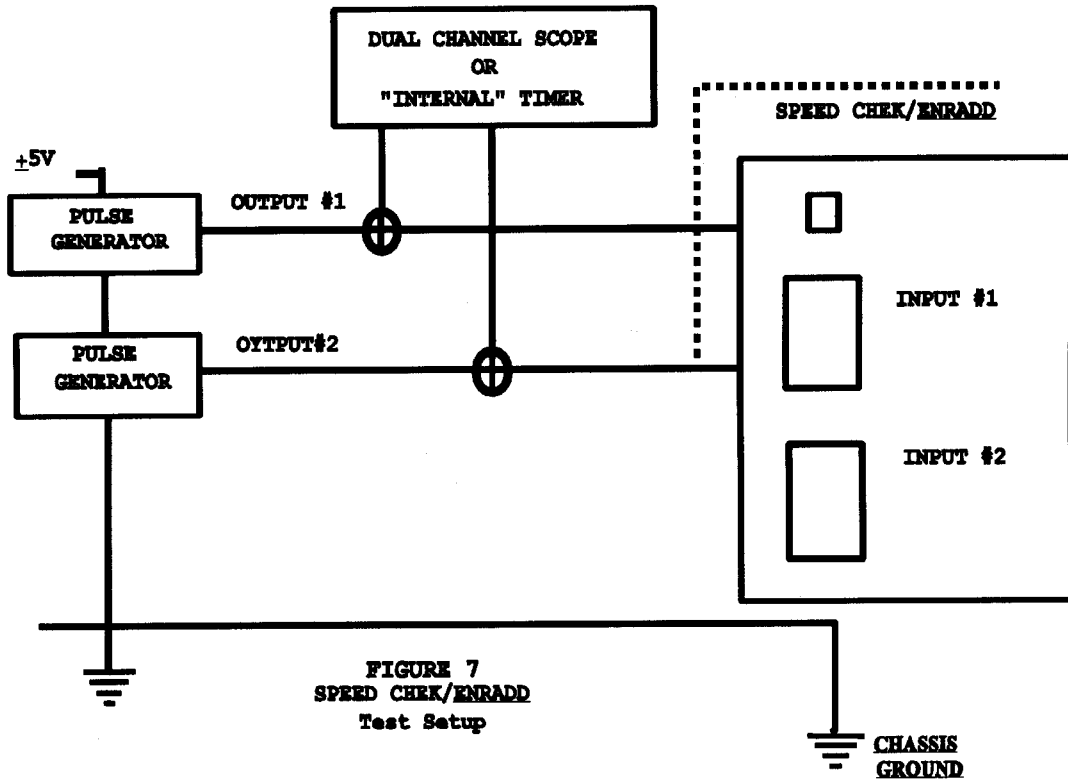 DUAL CHANNEL SCOPE
OR
"INTERNAL" TIMER
SPEED CHEK/ENRADD
+5V
PULSE
GENERATOR
OUTPUT #1
INPUT #1
PULSE
GENERATOR
OYTPUT#2
INPUT #2
FIGURE 7
SPEED CHEK/ENRADD
Test Setup
CHASSIS
GROUND